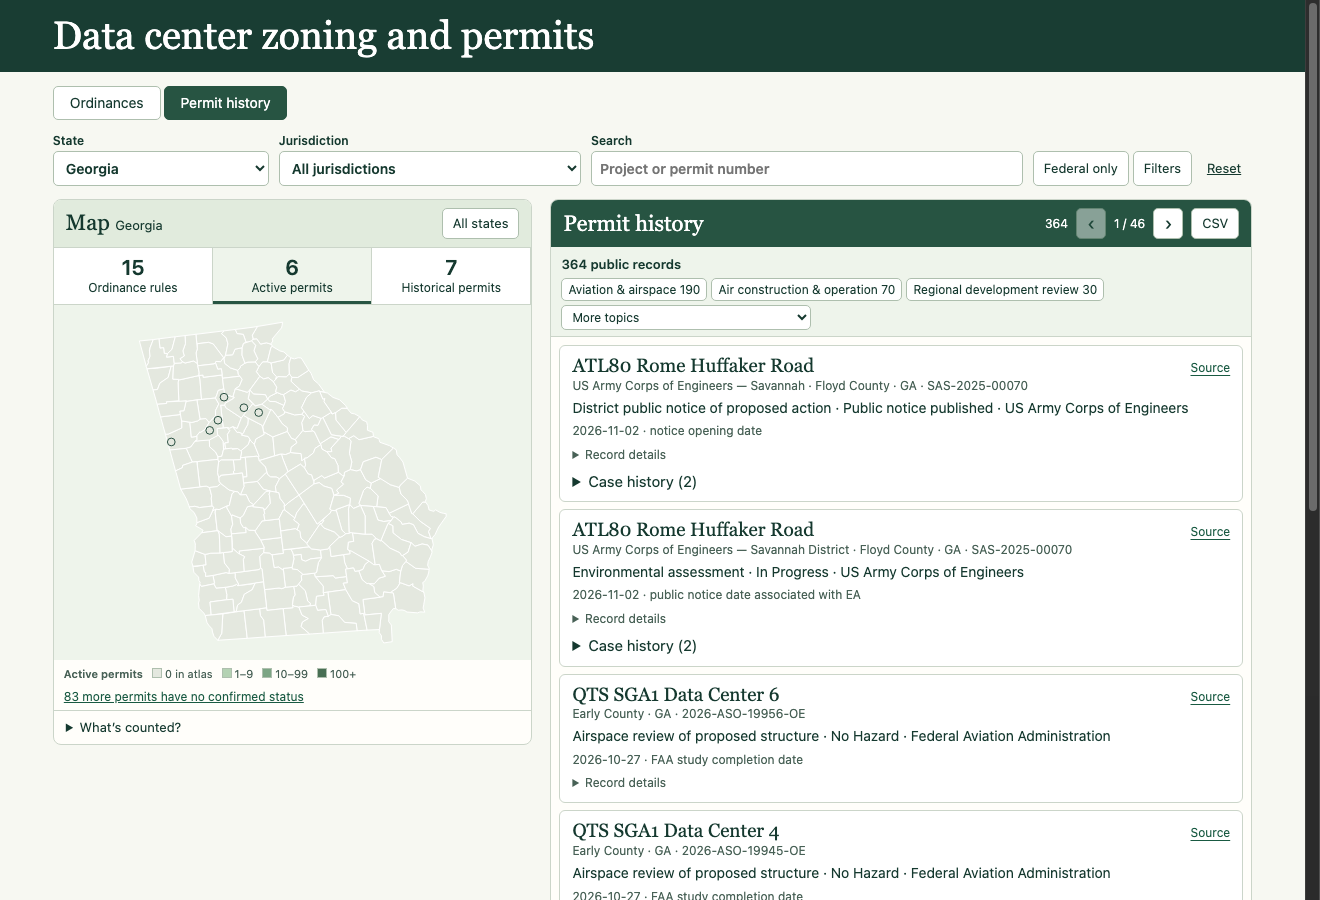 Data center zoning and permits
Ordinances
Permit history
State
Jurisdiction
Search
Georgia
All jurisdictions
Project or permit number
Federal only
Filters
Reset
Map Georgia
All states
15
Ordinance rules
6
Active permits
7
Historical permits
Active permits
0 in atlas
1–9
10–99
100+
83 more permits have no confirmed status
▶ What's counted?
Permit history
364
‹
1 / 46
›
CSV
364 public records
Aviation & airspace 190
Air construction & operation 70
Regional development review 30
More topics
ATL80 Rome Huffaker Road
Source
US Army Corps of Engineers — Savannah · Floyd County · GA · SAS-2025-00070
District public notice of proposed action · Public notice published · US Army Corps of Engineers
2026-11-02 · notice opening date
▶ Record details
▶ Case history (2)
ATL80 Rome Huffaker Road
Source
US Army Corps of Engineers — Savannah District · Floyd County · GA · SAS-2025-00070
Environmental assessment · In Progress · US Army Corps of Engineers
2026-11-02 · public notice date associated with EA
▶ Record details
▶ Case history (2)
QTS SGA1 Data Center 6
Source
Early County · GA · 2026-ASO-19956-OE
Airspace review of proposed structure · No Hazard · Federal Aviation Administration
2026-10-27 · FAA study completion date
▶ Record details
QTS SGA1 Data Center 4
Source
Early County · GA · 2026-ASO-19945-OE
Airspace review of proposed structure · No Hazard · Federal Aviation Administration
2026-10-27 · FAA study completion date